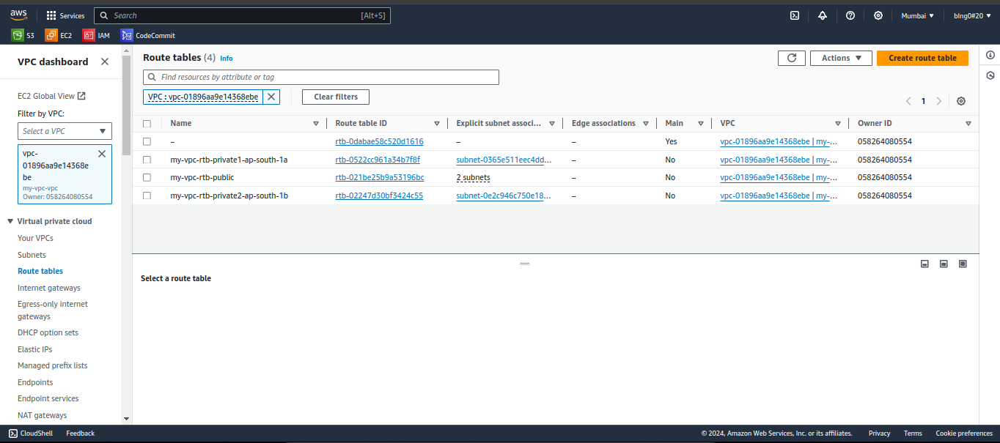 aws
Services
Search
[Alt+S]
Mumbai
blng0#20
S3
EC2
IAM
CodeCommit
VPC dashboard
EC2 Global View
Filter by VPC:
Select a VPC
vpc-
01896aa9e14368e
be
my-vpc-vpc
Owner: 058264080554
Virtual private cloud
Your VPCs
Subnets
Route tables
Internet gateways
Egress-only internet
gateways
DHCP option sets
Elastic IPs
Managed prefix lists
Endpoints
Endpoint services
NAT gateways
Route tables (4) Info
Actions
Create route table
Find resources by attribute or tag
VPC : vpc-01896aa9e14368ebe
Clear filters
1
Name Route table ID Explicit subnet associ... Edge associations Main VPC Owner ID
– rtb-0dabae58c520d1616 – – Yes vpc-01896aa9e14368ebe | my-... 058264080554
my-vpc-rtb-private1-ap-south-1a rtb-0522cc961a34b7f8f subnet-0365e511eec4dd... – No vpc-01896aa9e14368ebe | my-... 058264080554
my-vpc-rtb-public rtb-021be25b9a53196bc 2 subnets – No vpc-01896aa9e14368ebe | my-... 058264080554
my-vpc-rtb-private2-ap-south-1b rtb-02247d30bf3424c55 subnet-0e2c946c750e18... – No vpc-01896aa9e14368ebe | my-... 058264080554
Select a route table
CloudShell
Feedback
© 2024, Amazon Web Services, Inc. or its affiliates.
Privacy
Terms
Cookie preferences